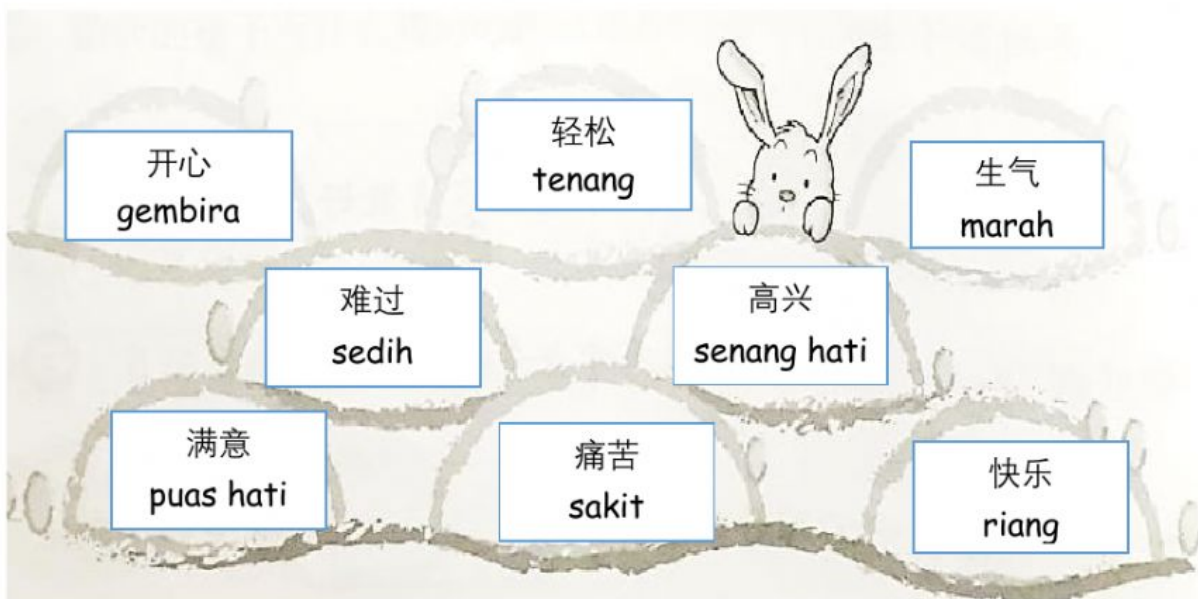 开心
gembira
轻松
tenang
生气
marah
难过
sedih
高兴
senang hati
满意
puas hati
痛苦
sakit
快乐
riang